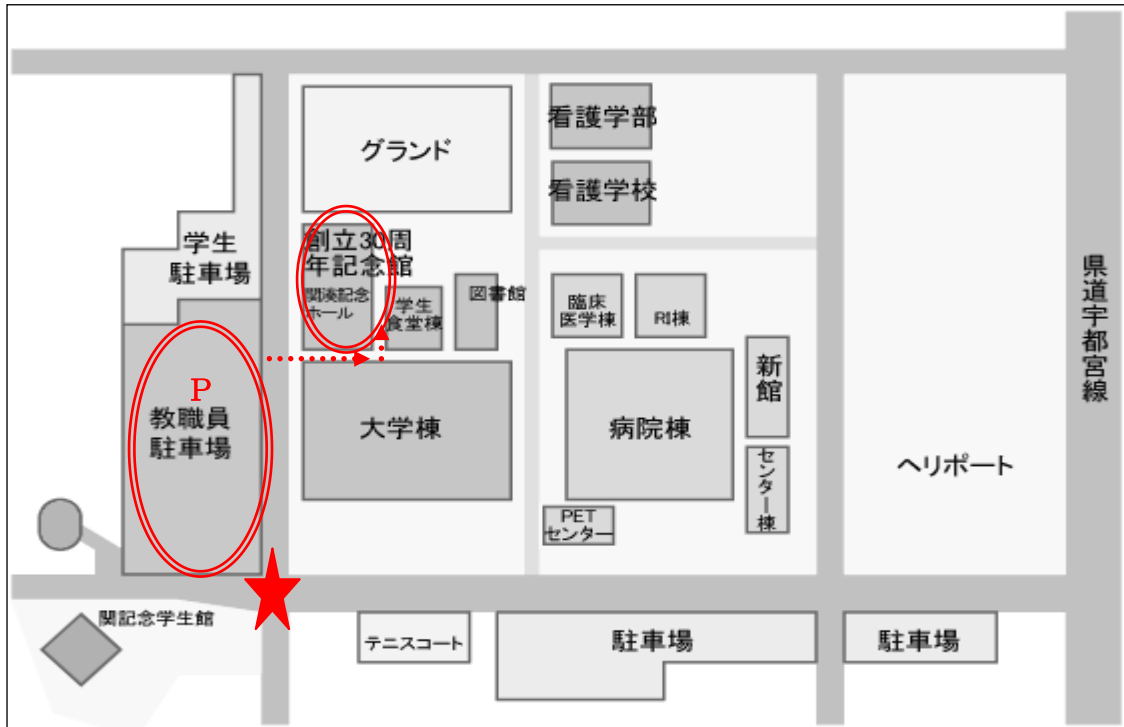 グランド
看護学部
看護学校
学生
駐車場
創立30周
年記念館
関湊記念
ホール
学生
食堂棟
図書館
臨床
医学棟
RI棟
新館
県道宇都宮線
P
教職員
駐車場
大学棟
病院棟
センター棟
ヘリポート
PET
センター
関記念学生館
テニスコート
駐車場
駐車場